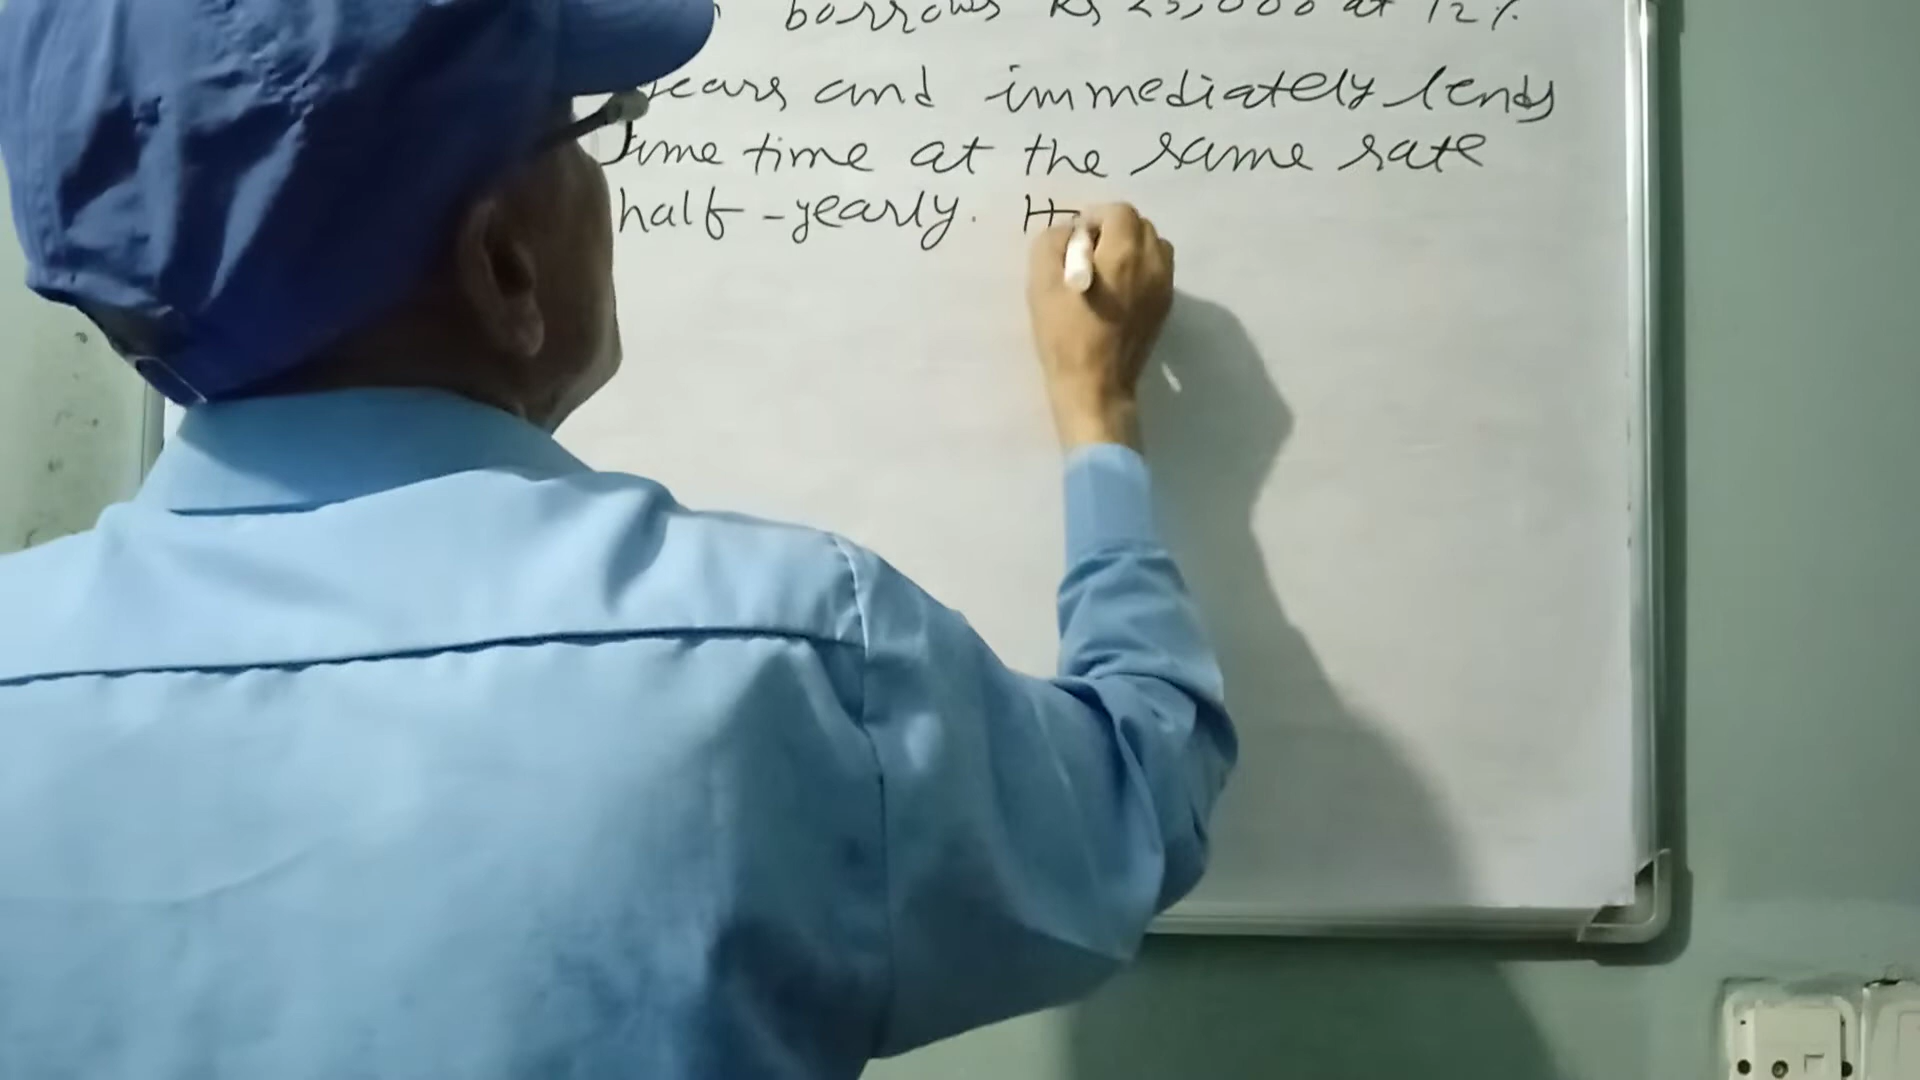 borrows Rs 25,000 at 12%
years and immediately lends
time at the same rate
half-yearly. H